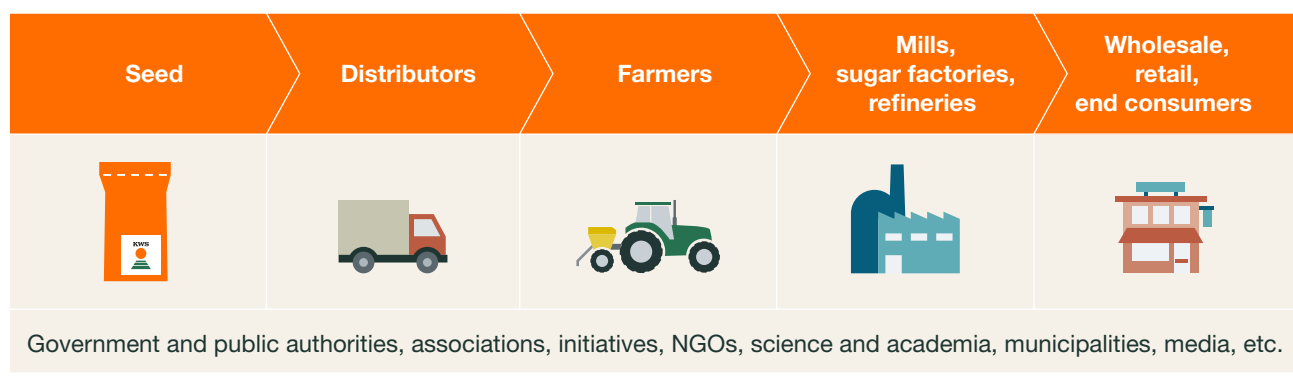 Seed
Distributors
Farmers
Mills,
sugar factories,
refineries
Wholesale,
retail,
end consumers
KWS
Government and public authorities, associations, initiatives, NGOs, science and academia, municipalities, media, etc.